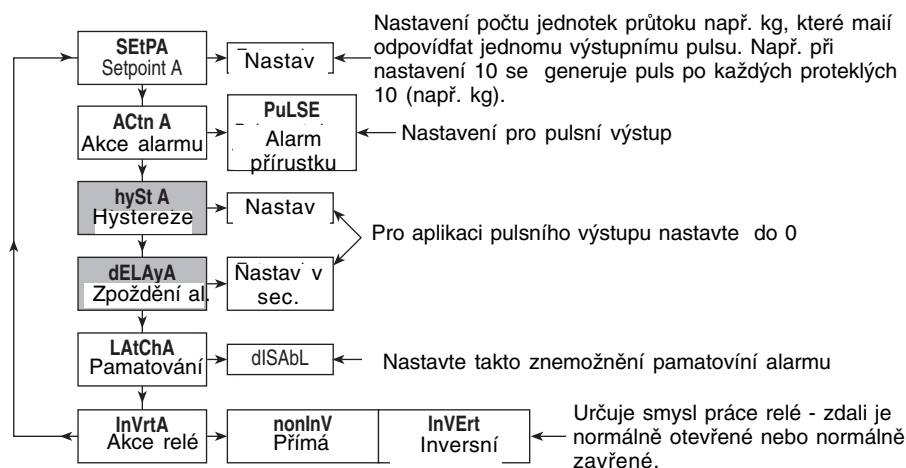 Nastavení počtu jednotek průtoku např. kg, které maií
odpovídfat jednomu výstupnímu pulsu. Např. při
nastavení 10 se generuje puls po každých proteklých
10 (např. kg).
SEtPA
Setpoint A
Nastav
ACtn A
Akce alarmu
PuLSE
Alarm
přírustku
Nastavení pro pulsní výstup
hySt A
Hystereze
Nastav
Pro aplikaci pulsního výstupu nastavte do 0
dELAyA
Zpoždění al.
Nastav v
sec.
LAtChA
Pamatování
dISAbL
Nastavte takto znemožnění pamatovíní alarmu
InVrtA
Akce relé
nonInV
Přímá
InVErt
Inversní
Určuje smysl práce relé - zdali je
normálně otevřené nebo normálně
zavřené.